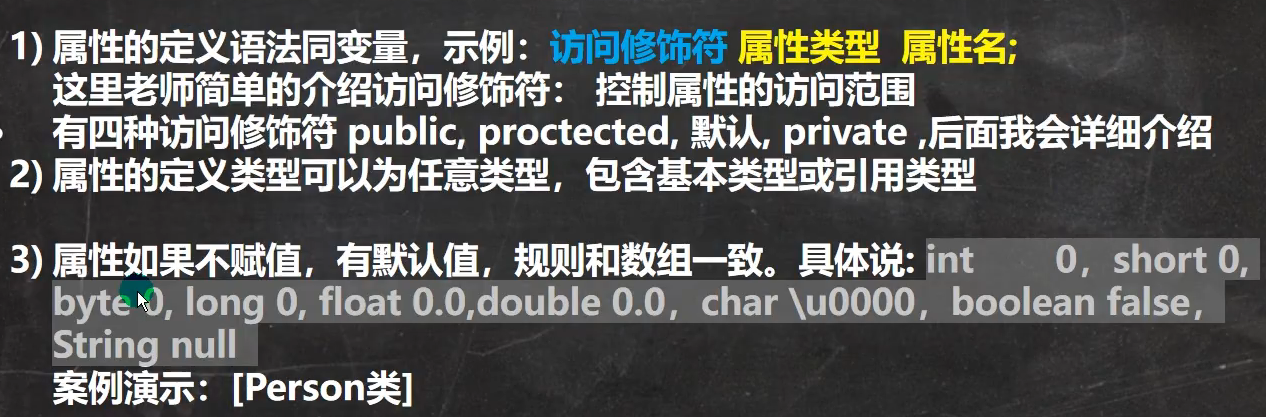 1) 属性的定义语法同变量，示例：访问修饰符 属性类型 属性名;
这里老师简单的介绍访问修饰符： 控制属性的访问范围
有四种访问修饰符 public, proctected, 默认, private ,后面我会详细介绍
2) 属性的定义类型可以为任意类型，包含基本类型或引用类型
3) 属性如果不赋值，有默认值，规则和数组一致。具体说: int 0，short 0,
byte 0, long 0, float 0.0,double 0.0，char \u0000，boolean false，
String null
案例演示：[Person类]